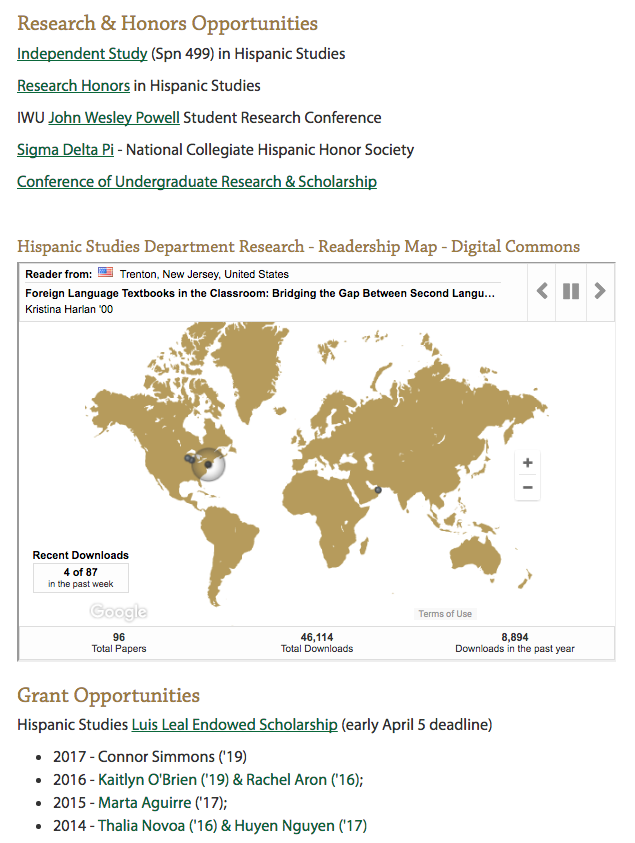 Research & Honors Opportunities
Independent Study (Spn 499) in Hispanic Studies
Research Honors in Hispanic Studies
IWU John Wesley Powell Student Research Conference
Sigma Delta Pi - National Collegiate Hispanic Honor Society
Conference of Undergraduate Research & Scholarship
Hispanic Studies Department Research - Readership Map - Digital Commons
Reader from: Trenton, New Jersey, United States
Foreign Language Textbooks in the Classroom: Bridging the Gap Between Second Langu...
Kristina Harlan '00
+
−
Recent Downloads
4 of 87
in the past week
Google
Terms of Use
96 46,114 8,894
Total Papers Total Downloads Downloads in the past year
Grant Opportunities
Hispanic Studies Luis Leal Endowed Scholarship (early April 5 deadline)
• 2017 - Connor Simmons ('19)
• 2016 - Kaitlyn O'Brien ('19) & Rachel Aron ('16);
• 2015 - Marta Aguirre ('17);
• 2014 - Thalia Novoa ('16) & Huyen Nguyen ('17)